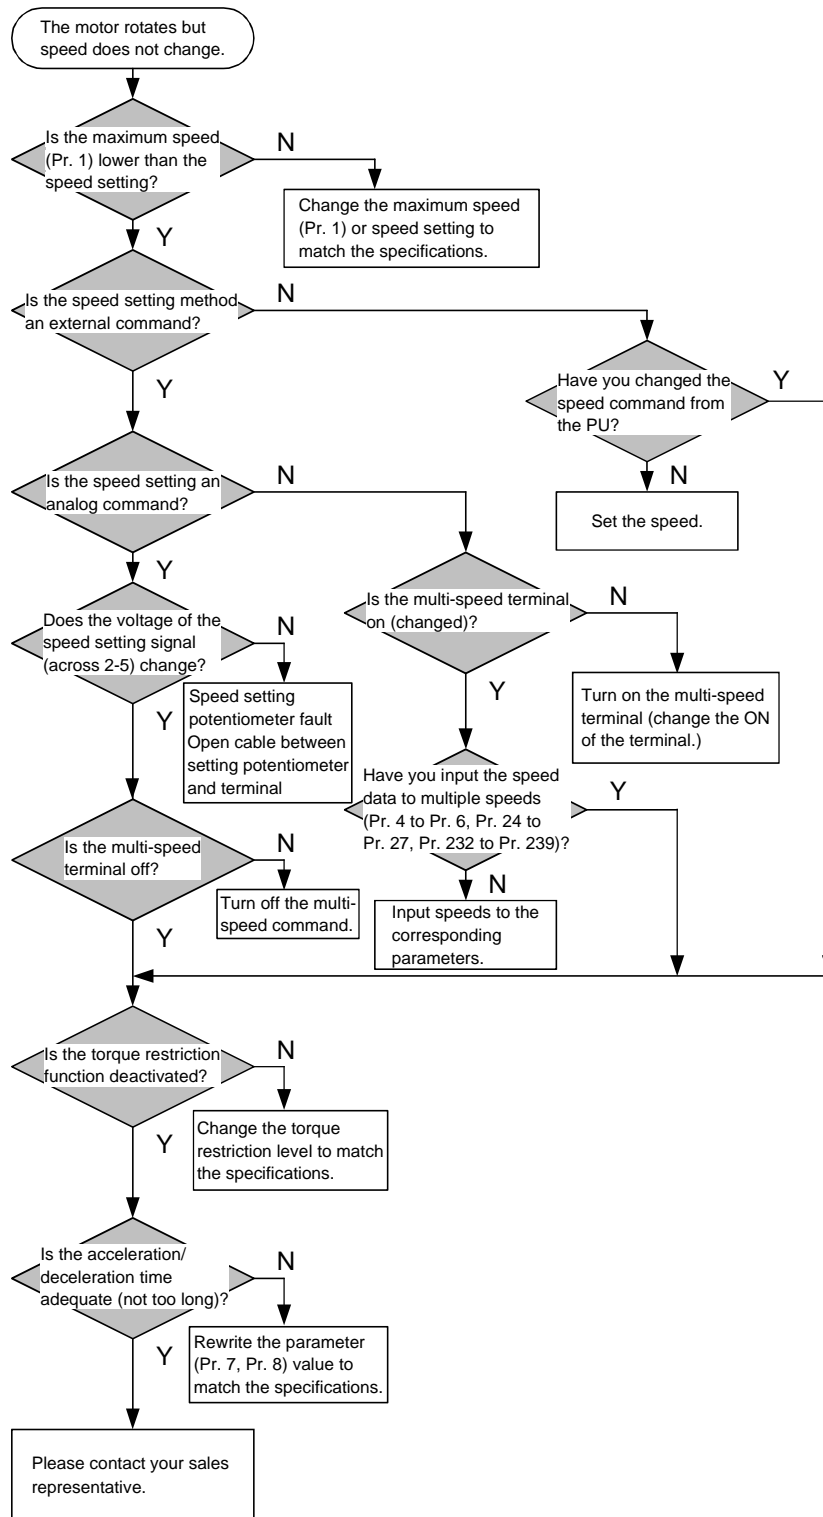 The motor rotates but
speed does not change.
Is the maximum speed
(Pr. 1) lower than the
speed setting?
N
Change the maximum speed
(Pr. 1) or speed setting to
match the specifications.
Y
Is the speed setting method
an external command?
N
Y
Have you changed the
speed command from
the PU?
Y
N
Set the speed.
Is the speed setting an
analog command?
N
Y
Is the multi-speed terminal
on (changed)?
N
Y
Turn on the multi-speed
terminal (change the ON
of the terminal.)
Does the voltage of the
speed setting signal
(across 2-5) change?
N
Y
Speed setting
potentiometer fault
Open cable between
setting potentiometer
and terminal
Have you input the speed
data to multiple speeds
(Pr. 4 to Pr. 6, Pr. 24 to
Pr. 27, Pr. 232 to Pr. 239)?
Y
N
Input speeds to the
corresponding
parameters.
Is the multi-speed
terminal off?
N
Turn off the multi-
speed command.
Y
Is the torque restriction
function deactivated?
N
Y
Change the torque
restriction level to match
the specifications.
Is the acceleration/
deceleration time
adequate (not too long)?
N
Y
Rewrite the parameter
(Pr. 7, Pr. 8) value to
match the specifications.
Please contact your sales
representative.